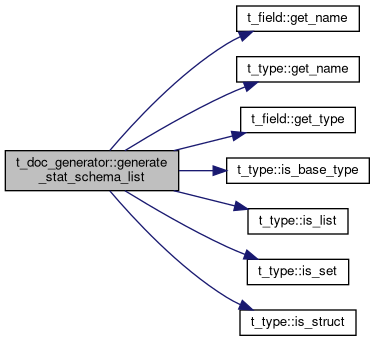 t_field::get_name
t_type::get_name
t_field::get_type
t_doc_generator::generate
_stat_schema_list
t_type::is_base_type
t_type::is_list
t_type::is_set
t_type::is_struct